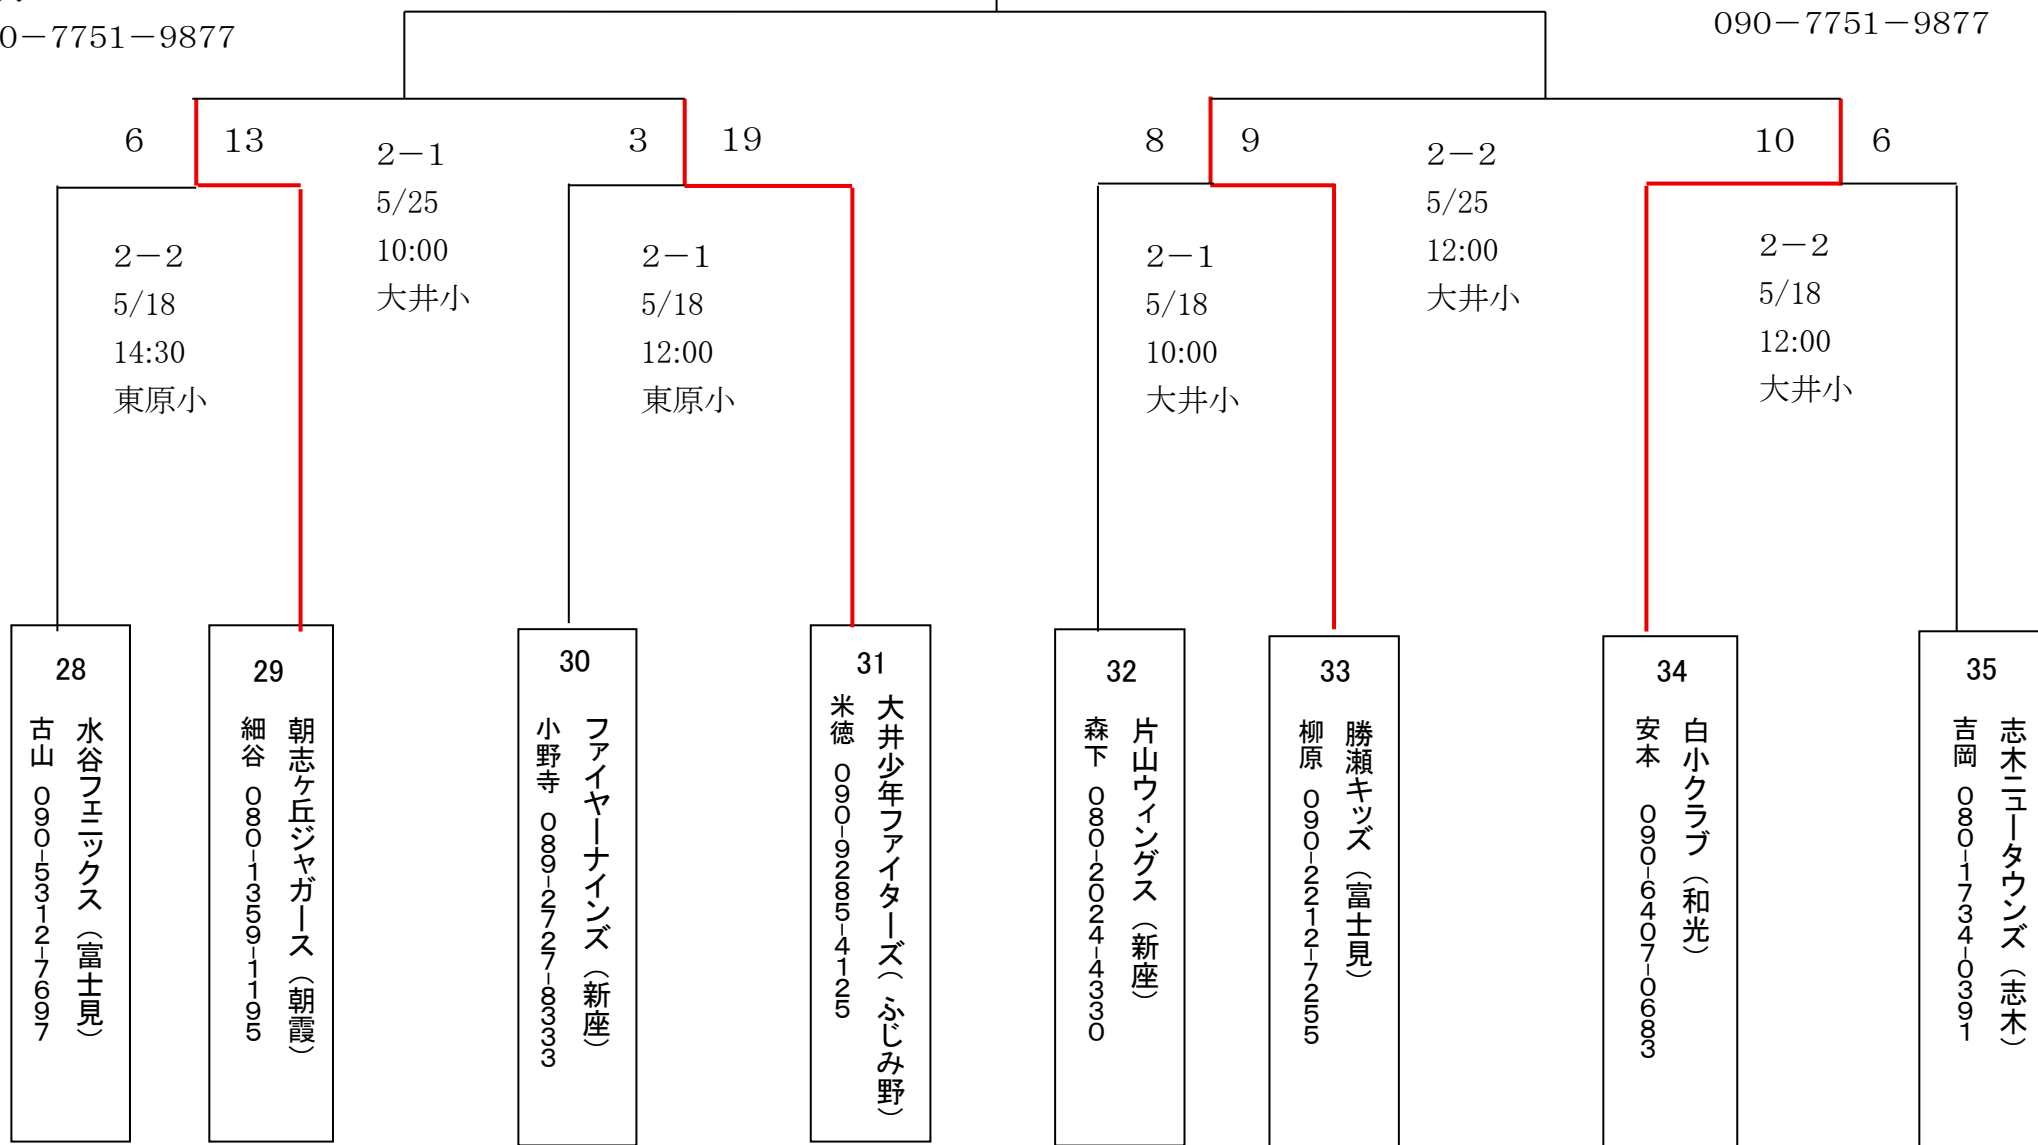 0－7751－9877
090－7751－9877
6
13
3
19
8
9
10
6
2－1
5/25
10:00
大井小
2－2
5/25
12:00
大井小
2－2
5/18
14:30
東原小
2－1
5/18
12:00
東原小
2－1
5/18
10:00
大井小
2－2
5/18
12:00
大井小
28
水谷フェニックス（富士見）
古山 090-5312-7697
29
朝志ヶ丘ジャガース（朝霞）
細谷 080-1359-1195
30
ファイヤーナインズ（新座）
小野寺 089-2727-8333
31
大井少年ファイターズ（ ふじみ野）
米徳 090-9285-4125
32
片山ウィングス（新座）
森下 080-2024-4330
33
勝瀬キッズ（富士見）
柳原 090-2212-7255
34
白小クラブ（和光）
安本 090-6407-0683
35
志木ニュータウンズ（志木）
吉岡 080-1734-0391